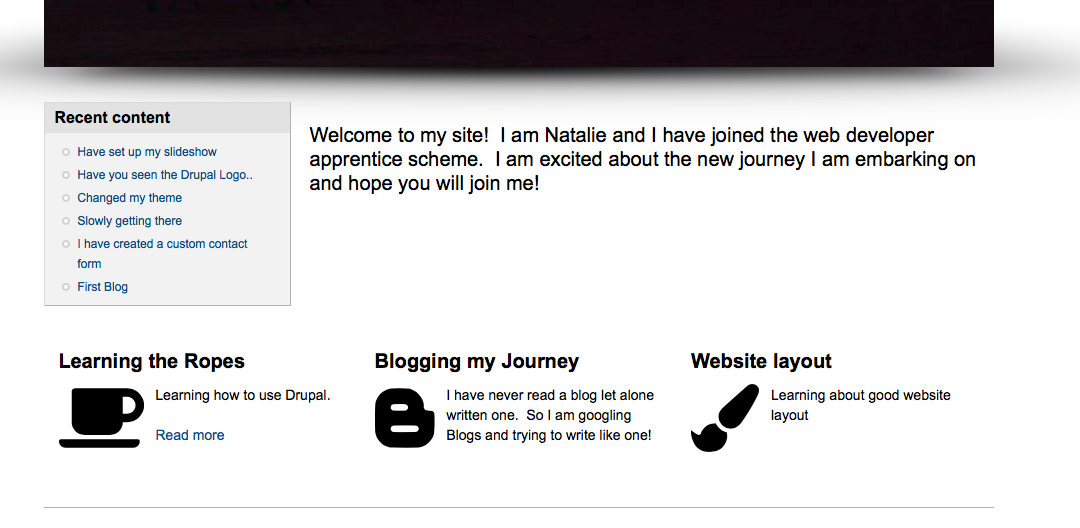 Recent content
Have set up my slideshow
Have you seen the Drupal Logo..
Changed my theme
Slowly getting there
I have created a custom contact
form
First Blog
Welcome to my site!  I am Natalie and I have joined the web developer
apprentice scheme.  I am excited about the new journey I am embarking on
and hope you will join me!
Learning the Ropes
Learning how to use Drupal.
Read more
Blogging my Journey
I have never read a blog let alone
written one.  So I am googling
Blogs and trying to write like one!
Website layout
Learning about good website
layout